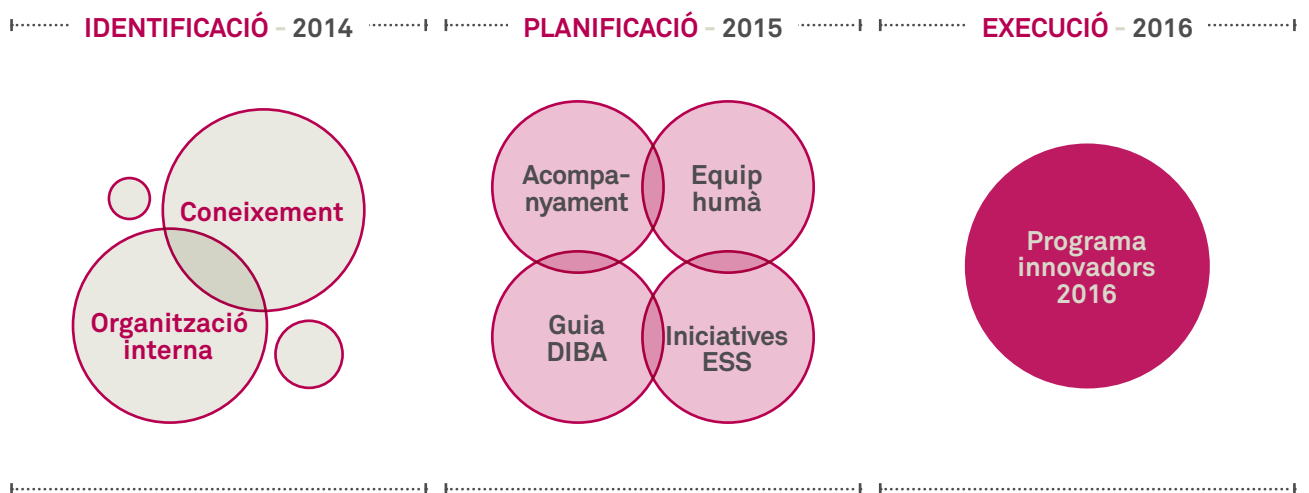 IDENTIFICACIÓ - 2014
PLANIFICACIÓ - 2015
EXECUCIÓ - 2016
Coneixement
Organització
interna
Acompa-
nyament
Equip
humà
Guia
DIBA
Iniciatives
ESS
Programa
innovadors
2016